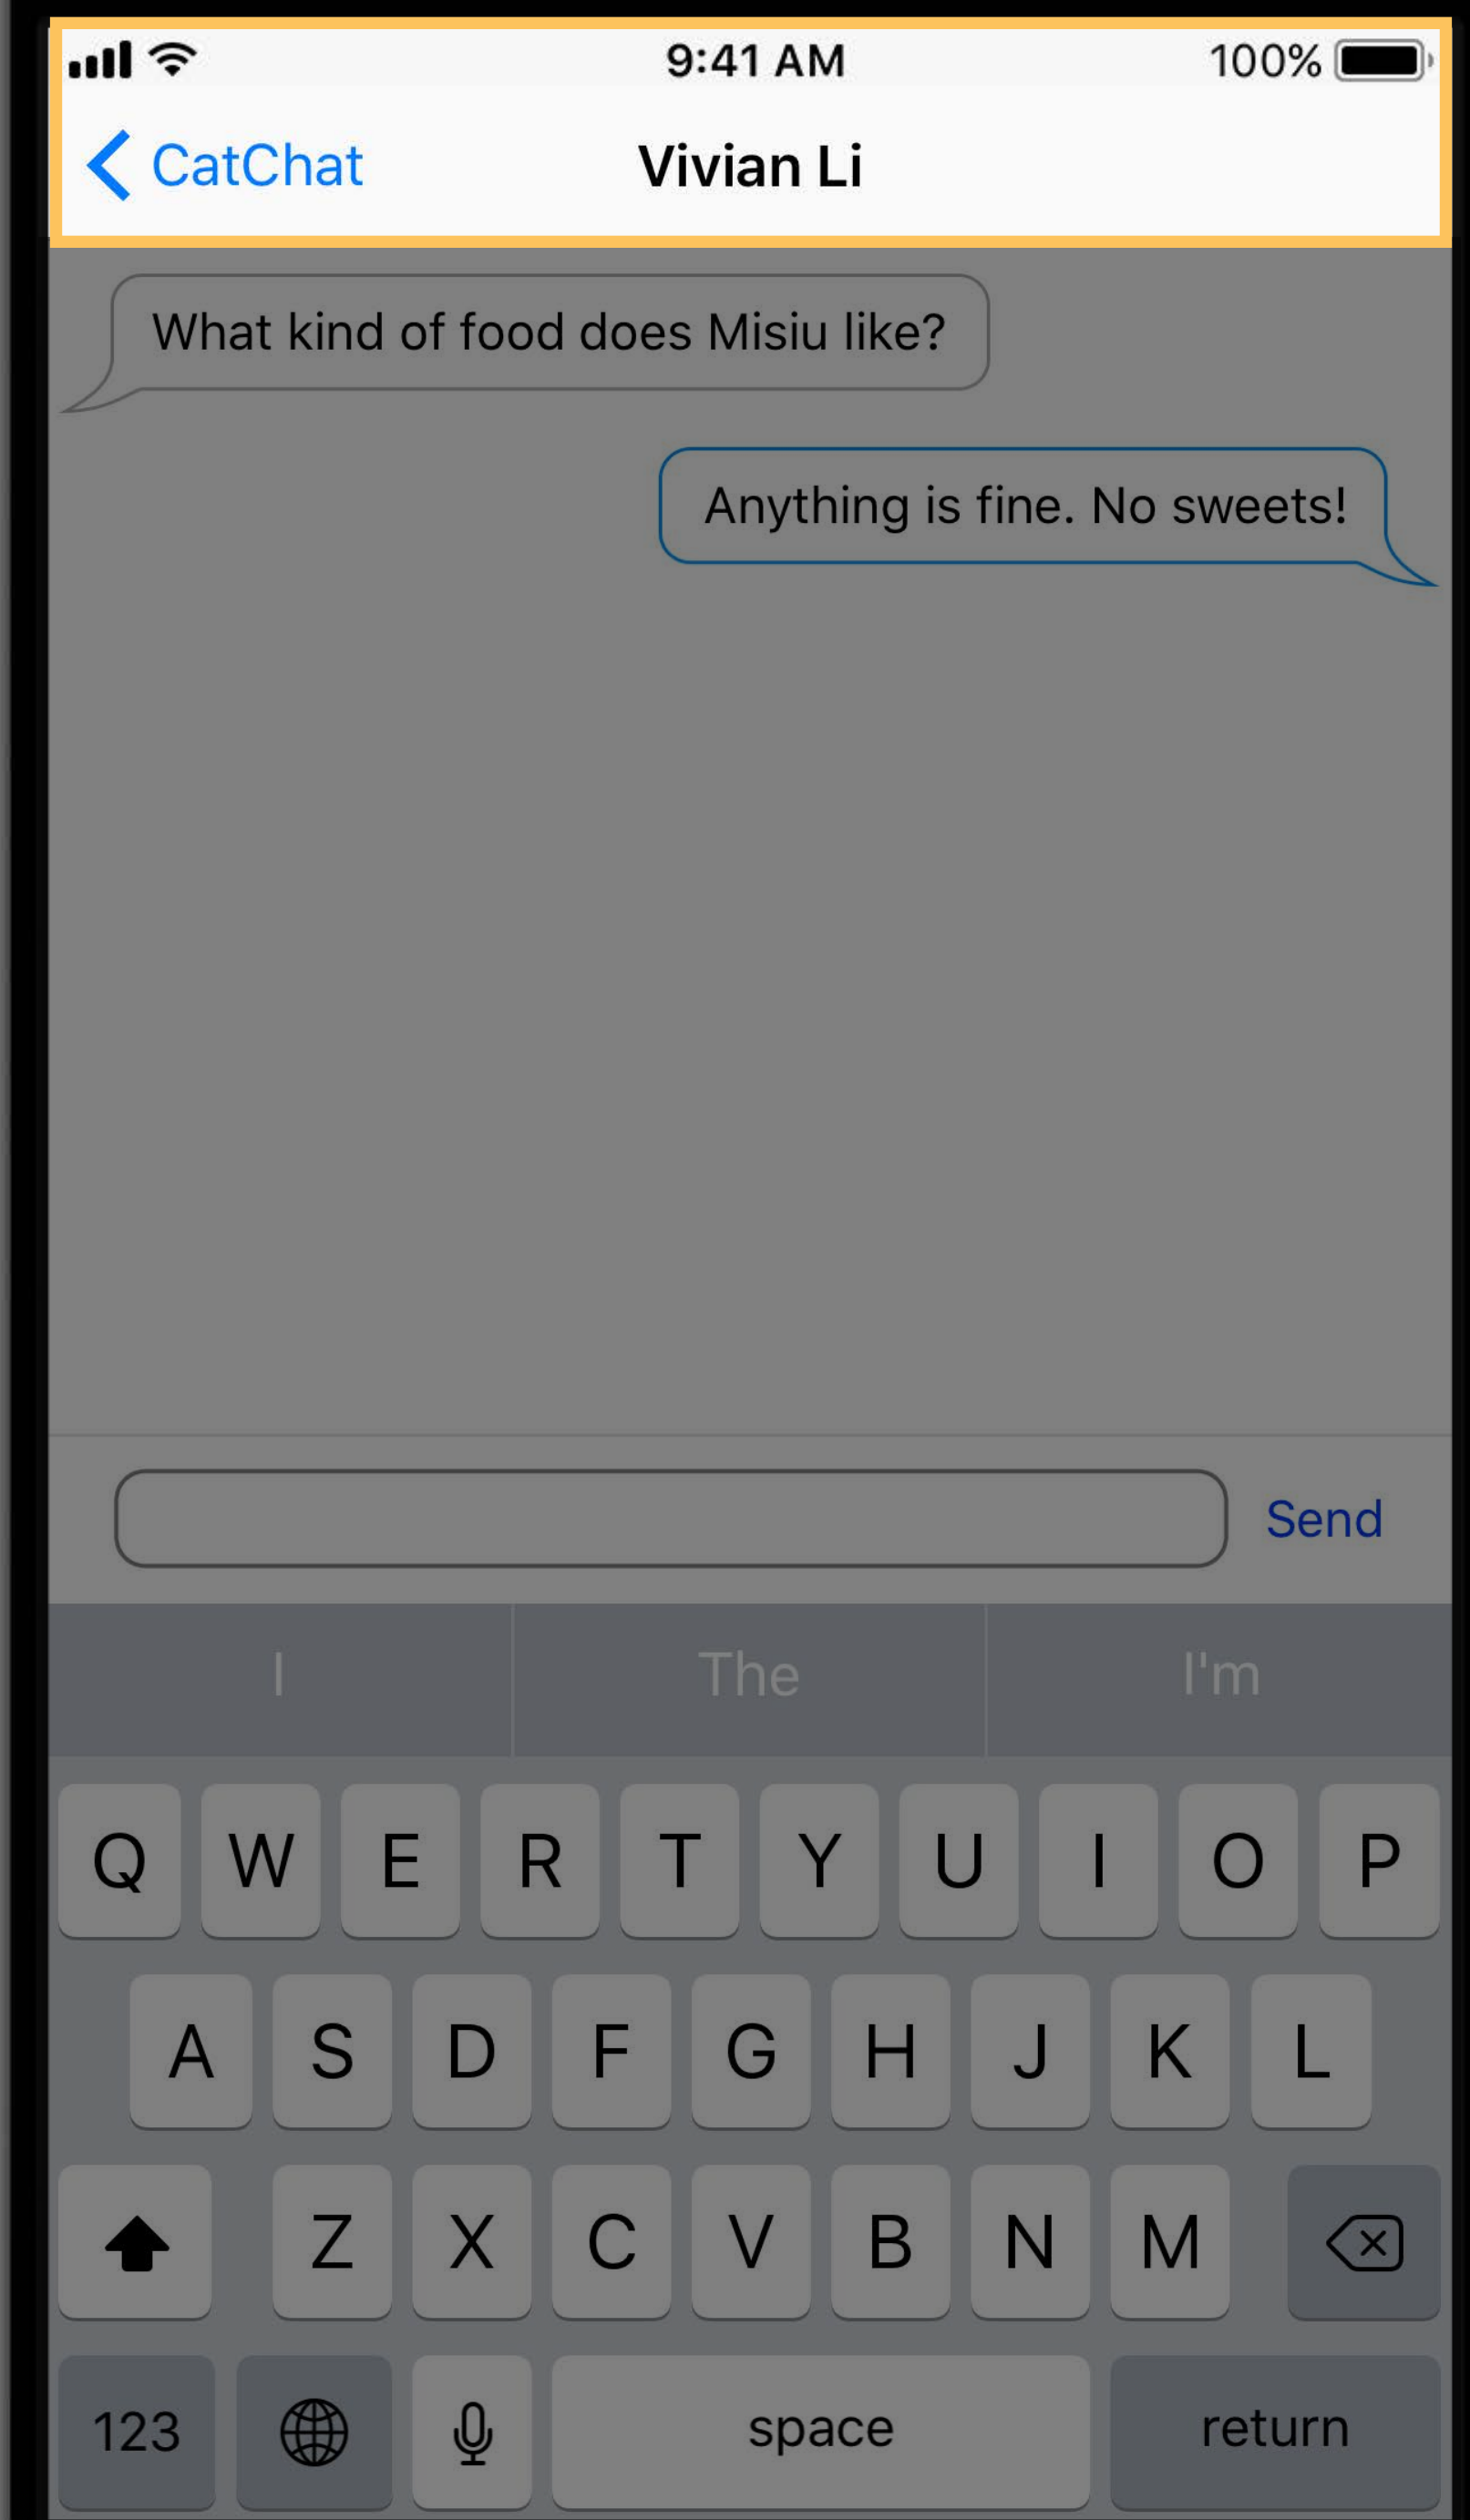 9:41 AM 100%
CatChat Vivian Li
What kind of food does Misiu like?
Anything is fine. No sweets!
Send
I The I'm
Q W E R T Y U I O P
A S D F G H J K L
Z X C V B N M
123 space return